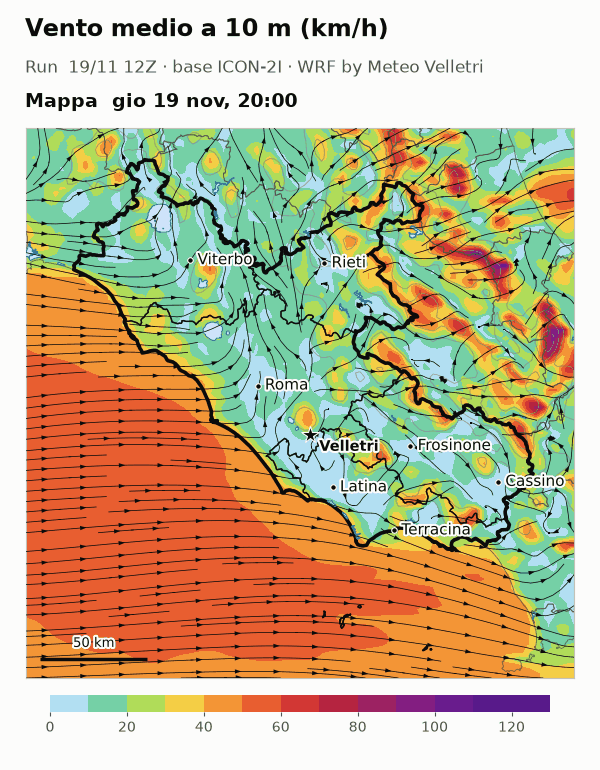 Vento medio a 10 m (km/h)
Run  19/11 12Z · base ICON-2I · WRF by Meteo Velletri
Mappa  gio 19 nov, 20:00
Viterbo
Rieti
Roma
Velletri
Frosinone
Cassino
Latina
Terracina
50 km
0 20 40 60 80 100 120